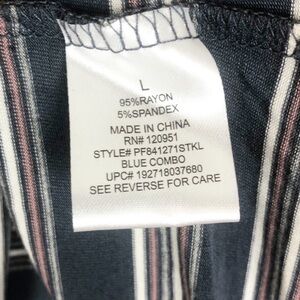 L
95%RAYON
5%SPANDEX
MADE IN CHINA
RN# 120951
STYLE# PF841271STKL
BLUE COMBO
UPC# 192718037680
SEE REVERSE FOR CARE